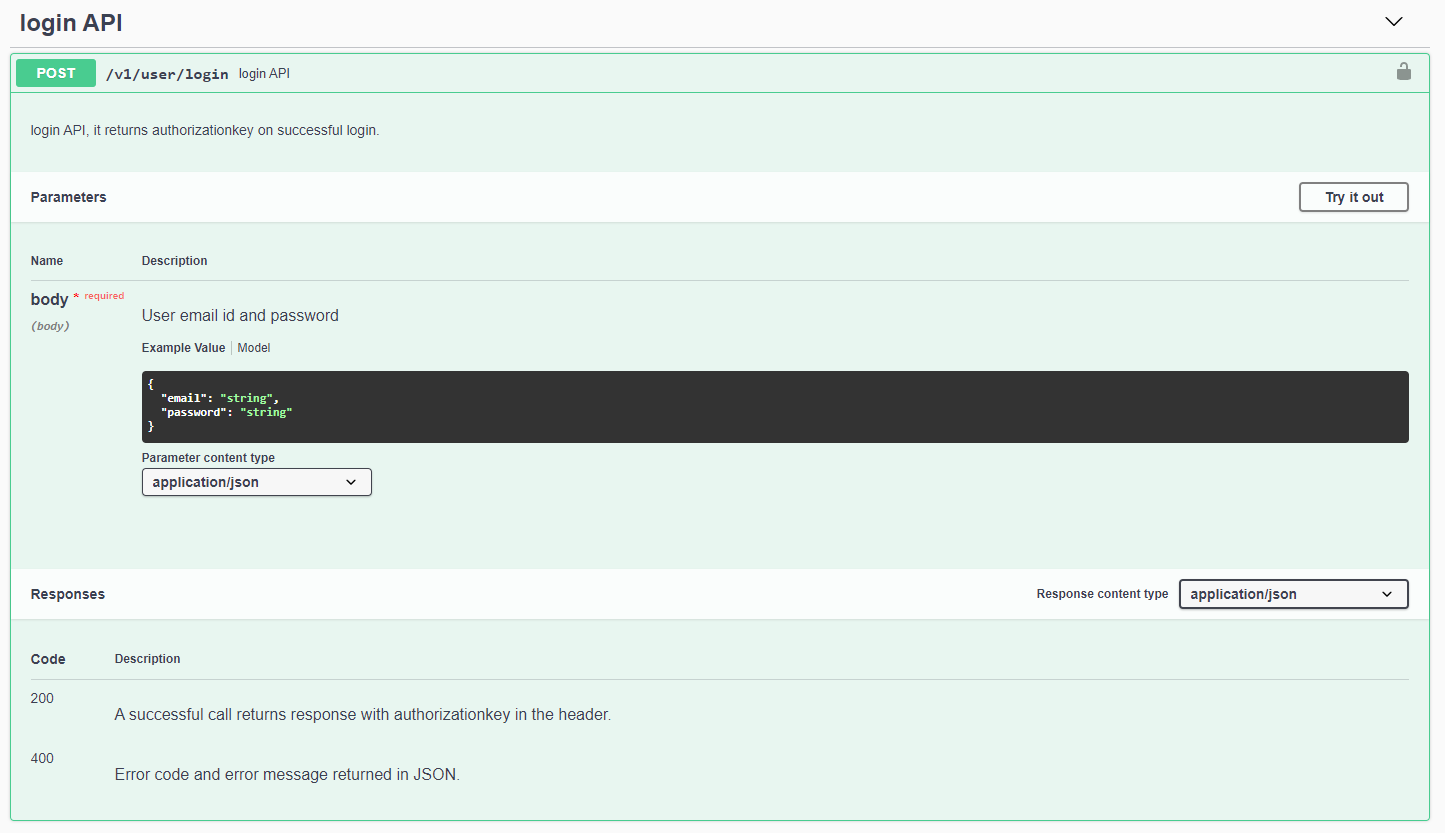 login API
POST /v1/user/login login API
login API, it returns authorizationkey on successful login.
Parameters Try it out
Name Description
body * required
(body)
User email id and password
Example Value Model
{
"email": "string",
"password": "string"
}
Parameter content type
application/json
Responses Response content type application/json
Code Description
200
A successful call returns response with authorizationkey in the header.
400
Error code and error message returned in JSON.